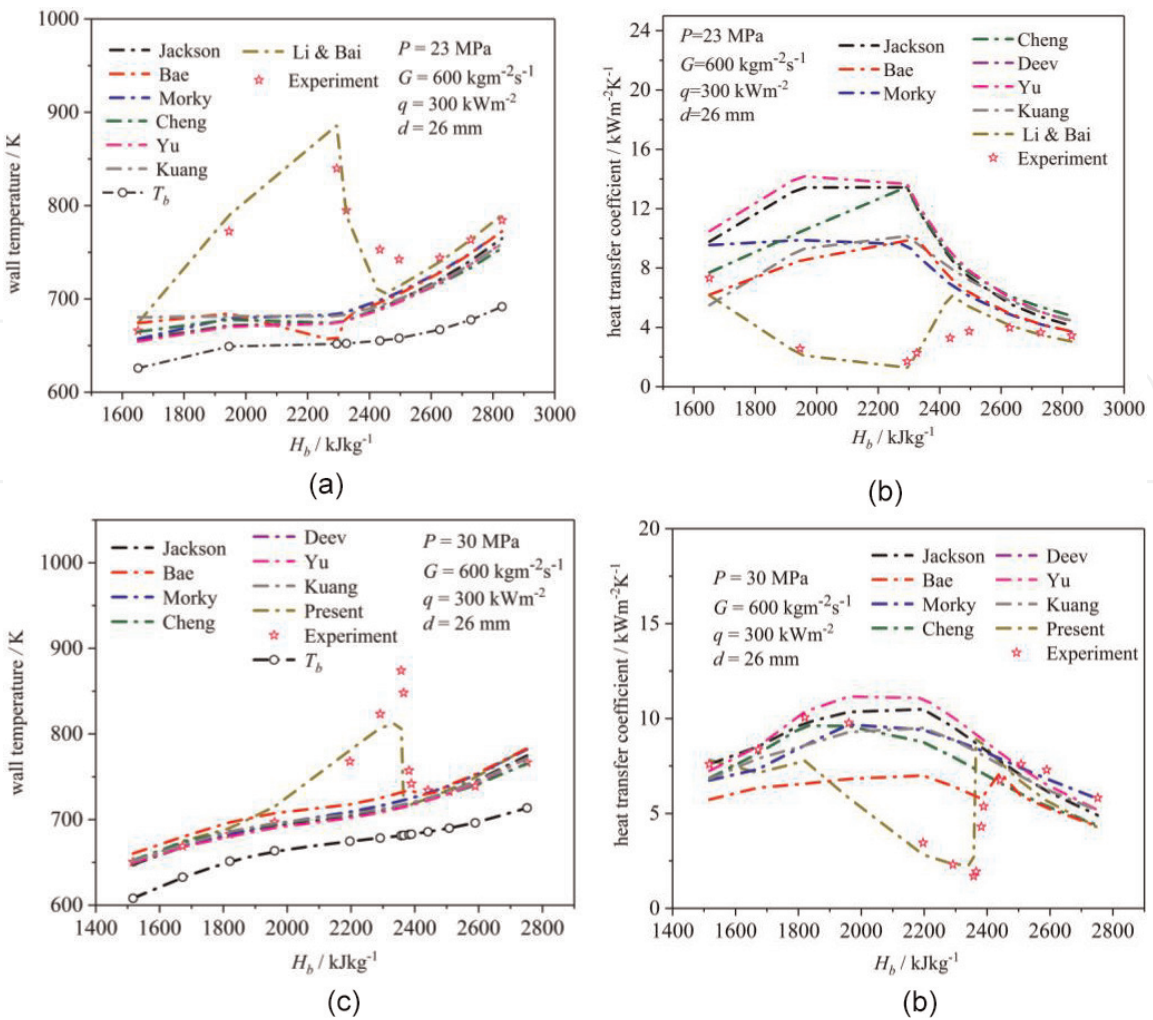 1000
900
800
700
600
wall temperature / K
Jackson
Bae
Morky
Cheng
Yu
Kuang
T_b
Li & Bai
Experiment
P = 23 MPa
G = 600 kgm⁻²s⁻¹
q = 300 kWm⁻²
d = 26 mm
1600 1800 2000 2200 2400 2600 2800 3000
H_b / kJkg⁻¹
(a)
24
20
16
12
8
4
0
heat transfer coeffcient / kWm⁻²K⁻¹
P=23 MPa
G=600 kgm⁻²s⁻¹
q=300 kWm⁻²
d=26 mm
Jackson
Bae
Morky
Cheng
Deev
Yu
Kuang
Li & Bai
Experiment
1600 1800 2000 2200 2400 2600 2800 3000
H_b / kJkg⁻¹
(b)
1000
900
800
700
600
wall temperature / K
Jackson
Bae
Morky
Cheng
Deev
Yu
Kuang
Present
Experiment
T_b
P = 30 MPa
G = 600 kgm⁻²s⁻¹
q = 300 kWm⁻²
d = 26 mm
1400 1600 1800 2000 2200 2400 2600 2800
H_b / kJkg⁻¹
(c)
20
15
10
5
0
heat transfer coefficient / kWm⁻²K⁻¹
P = 30 MPa
G = 600 kgm⁻²s⁻¹
q = 300 kWm⁻²
d = 26 mm
Jackson
Bae
Morky
Cheng
Deev
Yu
Kuang
Present
Experiment
1400 1600 1800 2000 2200 2400 2600 2800
H_b / kJkg⁻¹
(b)